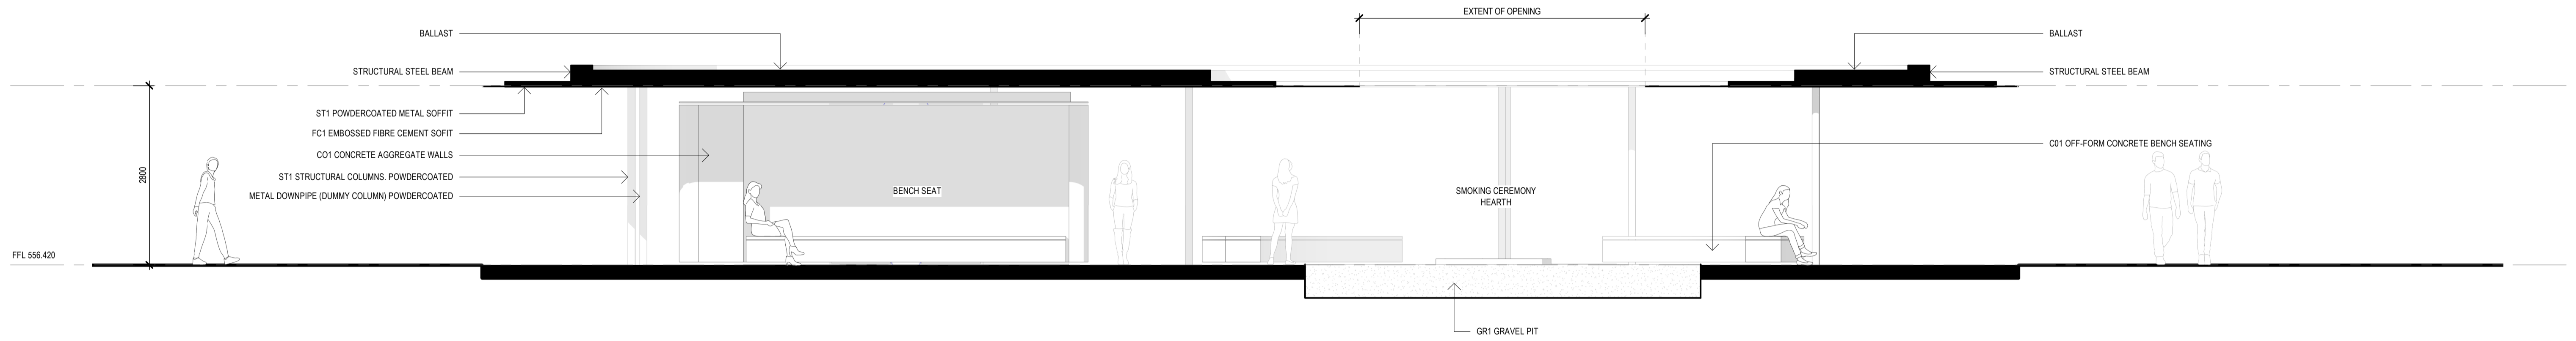 EXTENT OF OPENING
BALLAST
BALLAST
STRUCTURAL STEEL BEAM
STRUCTURAL STEEL BEAM
ST1 POWDERCOATED METAL SOFFIT
FC1 EMBOSSED FIBRE CEMENT SOFIT
CO1 CONCRETE AGGREGATE WALLS
C01 OFF-FORM CONCRETE BENCH SEATING
2800
ST1 STRUCTURAL COLUMNS. POWDERCOATED
METAL DOWNPIPE (DUMMY COLUMN) POWDERCOATED
BENCH SEAT
SMOKING CEREMONY
HEARTH
FFL 556.420
GR1 GRAVEL PIT